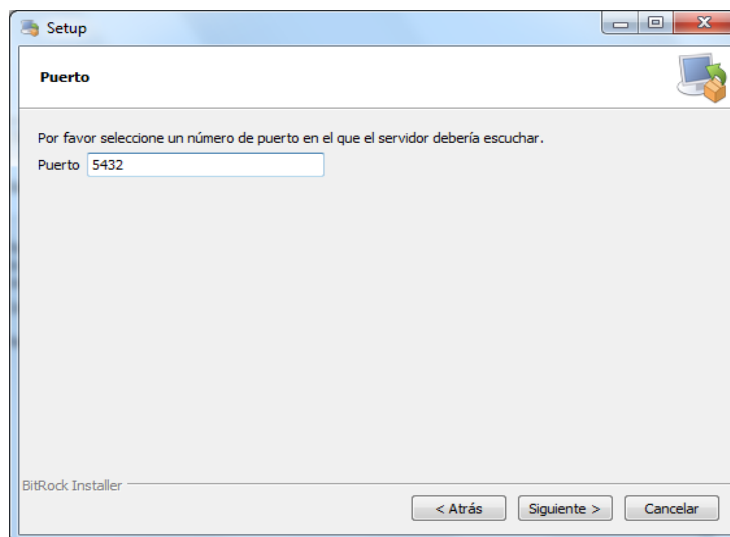 Setup
Puerto
Por favor seleccione un número de puerto en el que el servidor debería escuchar.
Puerto 5432
BitRock Installer
< Atrás Siguiente > Cancelar